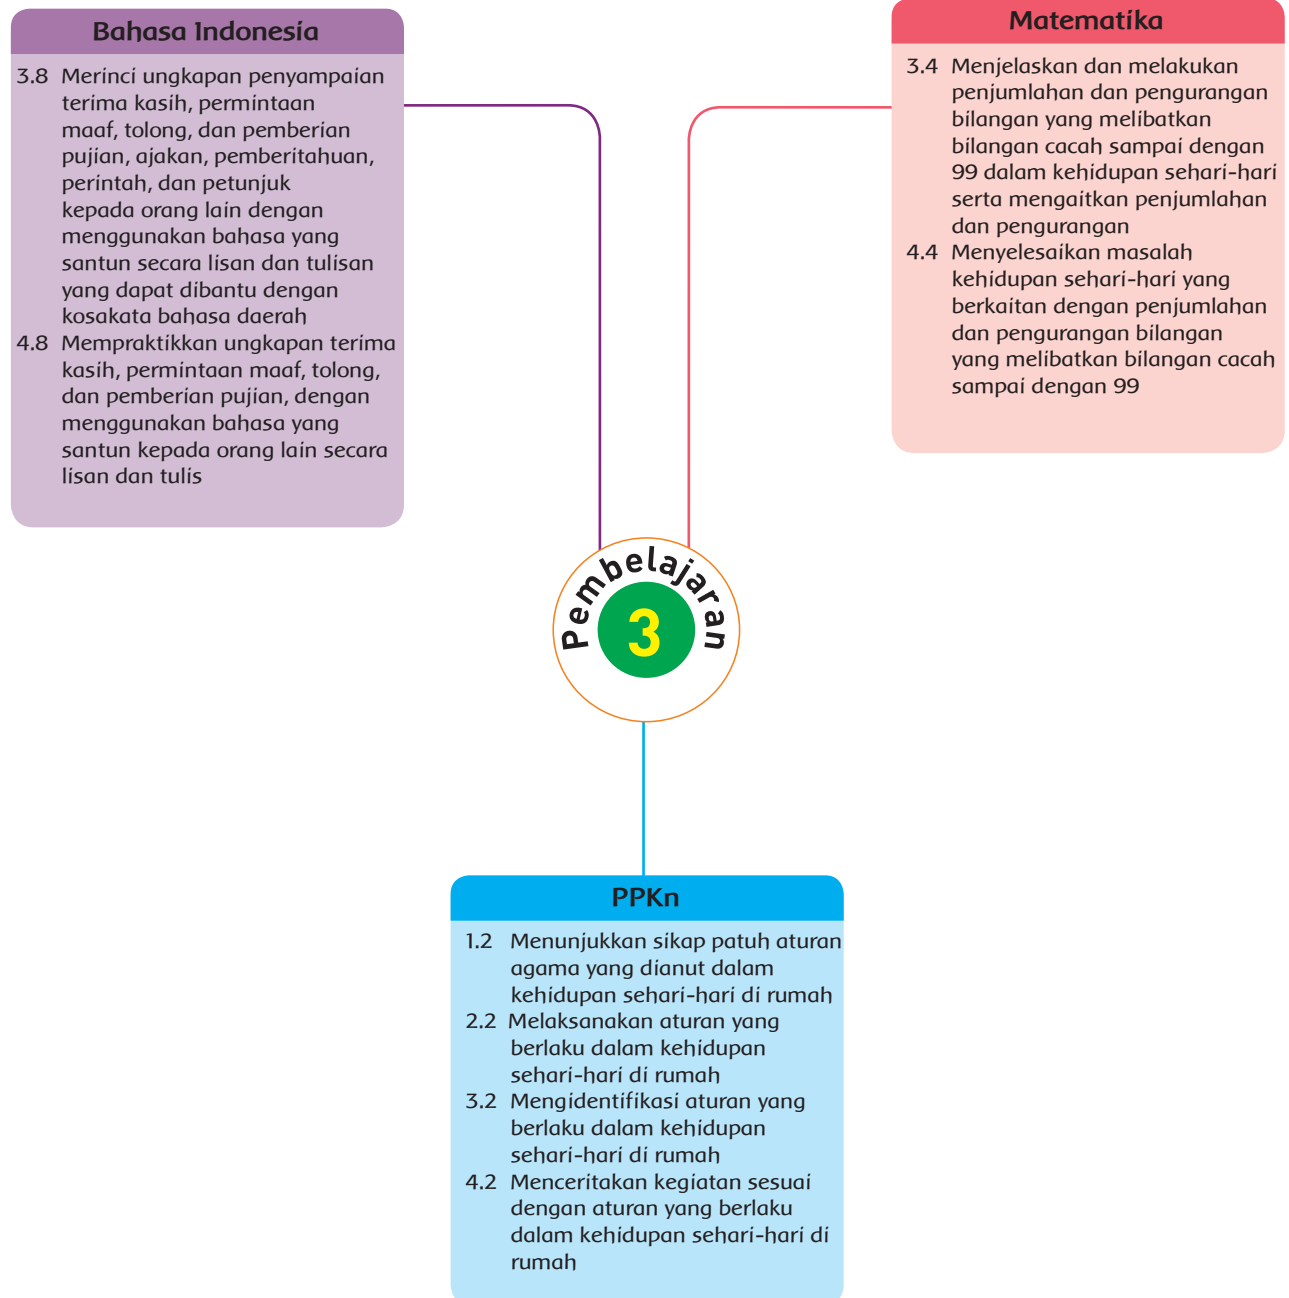 Bahasa Indonesia
3.8 Merinci ungkapan penyampaian
terima kasih, permintaan
maaf, tolong, dan pemberian
pujian, ajakan, pemberitahuan,
perintah, dan petunjuk
kepada orang lain dengan
menggunakan bahasa yang
santun secara lisan dan tulisan
yang dapat dibantu dengan
kosakata bahasa daerah
4.8 Mempraktikkan ungkapan terima
kasih, permintaan maaf, tolong,
dan pemberian pujian, dengan
menggunakan bahasa yang
santun kepada orang lain secara
lisan dan tulis
Matematika
3.4 Menjelaskan dan melakukan
penjumlahan dan pengurangan
bilangan yang melibatkan
bilangan cacah sampai dengan
99 dalam kehidupan sehari-hari
serta mengaitkan penjumlahan
dan pengurangan
4.4 Menyelesaikan masalah
kehidupan sehari-hari yang
berkaitan dengan penjumlahan
dan pengurangan bilangan
yang melibatkan bilangan cacah
sampai dengan 99
Pembelajaran
3
PPKn
1.2 Menunjukkan sikap patuh aturan
agama yang dianut dalam
kehidupan sehari-hari di rumah
2.2 Melaksanakan aturan yang
berlaku dalam kehidupan
sehari-hari di rumah
3.2 Mengidentifikasi aturan yang
berlaku dalam kehidupan
sehari-hari di rumah
4.2 Menceritakan kegiatan sesuai
dengan aturan yang berlaku
dalam kehidupan sehari-hari di
rumah